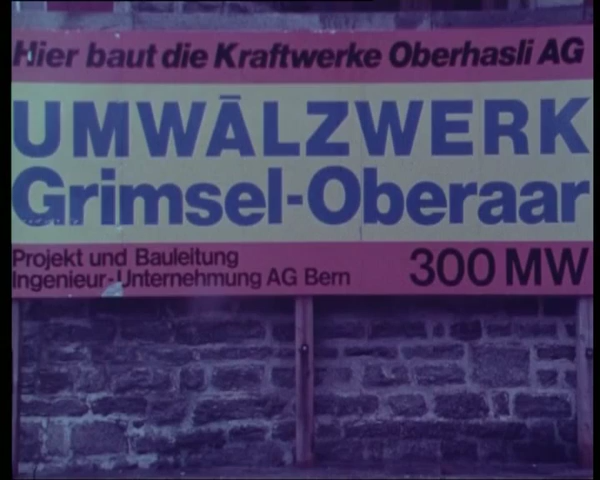 Hier baut die Kraftwerke Oberhasli AG
UMWÄLZWERK
Grimsel-Oberaar
Projekt und Bauleitung
Ingenieur-Unternehmung AG Bern
300 MW